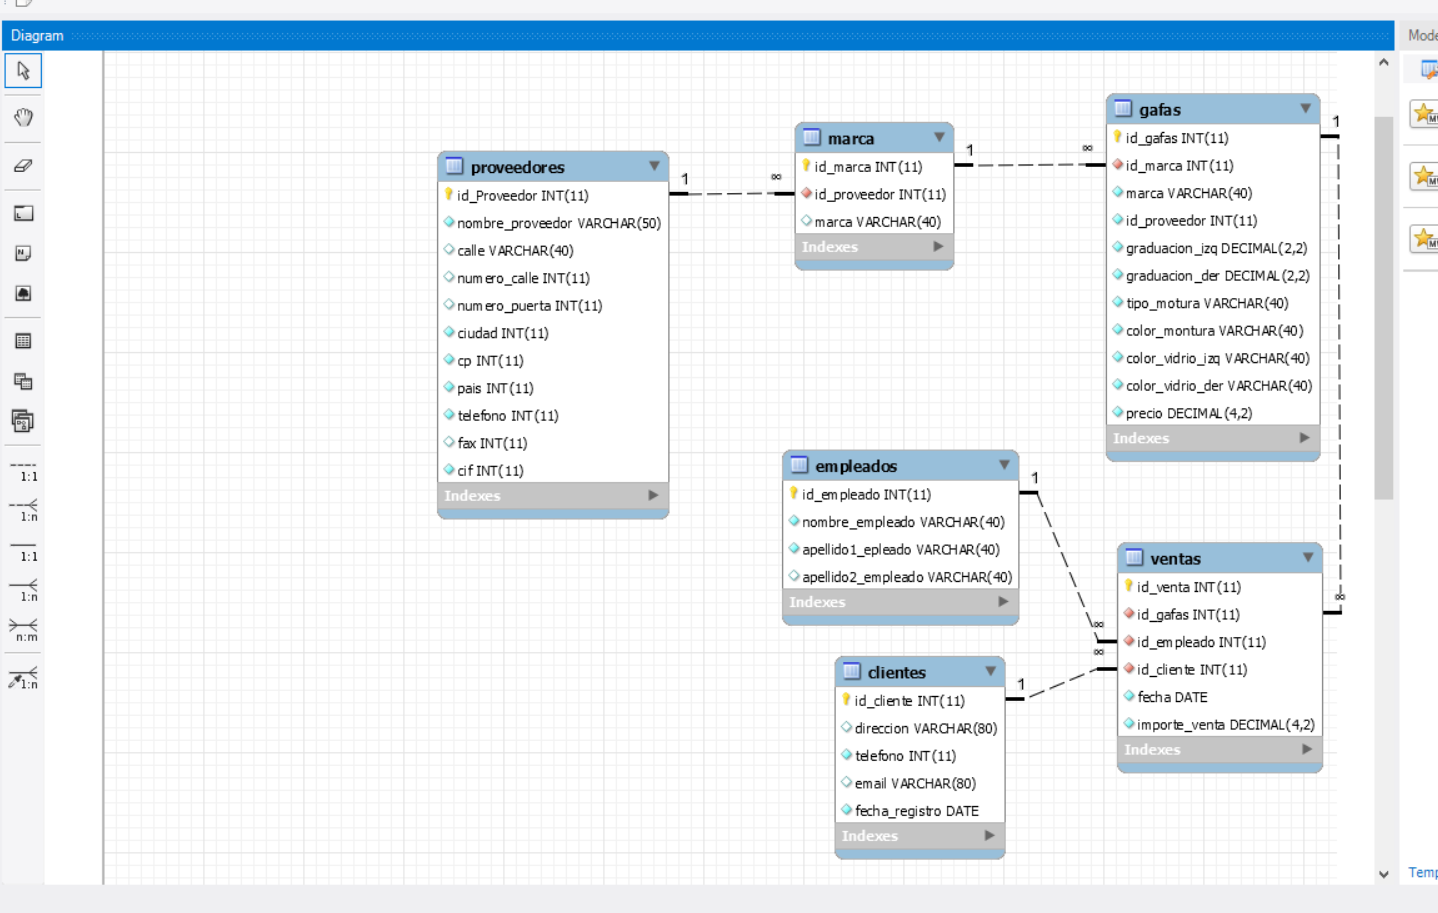 Diagram
Mode
proveedores
id_Proveedor INT(11)
nombre_proveedor VARCHAR(50)
calle VARCHAR(40)
numero_calle INT(11)
numero_puerta INT(11)
ciudad INT(11)
cp INT(11)
pais INT(11)
telefono INT(11)
fax INT(11)
cif INT(11)
Indexes
1
∞
marca
id_marca INT(11)
id_proveedor INT(11)
marca VARCHAR(40)
Indexes
1
∞
gafas
id_gafas INT(11)
id_marca INT(11)
marca VARCHAR(40)
id_proveedor INT(11)
graduacion_izq DECIMAL(2,2)
graduacion_der DECIMAL(2,2)
tipo_motura VARCHAR(40)
color_montura VARCHAR(40)
color_vidrio_izq VARCHAR(40)
color_vidrio_der VARCHAR(40)
precio DECIMAL(4,2)
Indexes
1
∞
empleados
id_empleado INT(11)
nombre_empleado VARCHAR(40)
apellido1_epleado VARCHAR(40)
apellido2_empleado VARCHAR(40)
Indexes
1
∞
clientes
id_cliente INT(11)
direccion VARCHAR(80)
telefono INT(11)
email VARCHAR(80)
fecha_registro DATE
Indexes
1
∞
ventas
id_venta INT(11)
id_gafas INT(11)
id_empleado INT(11)
id_cliente INT(11)
fecha DATE
importe_venta DECIMAL(4,2)
Indexes
1:1
1:n
1:1
1:n
n:m
1:n
Temp